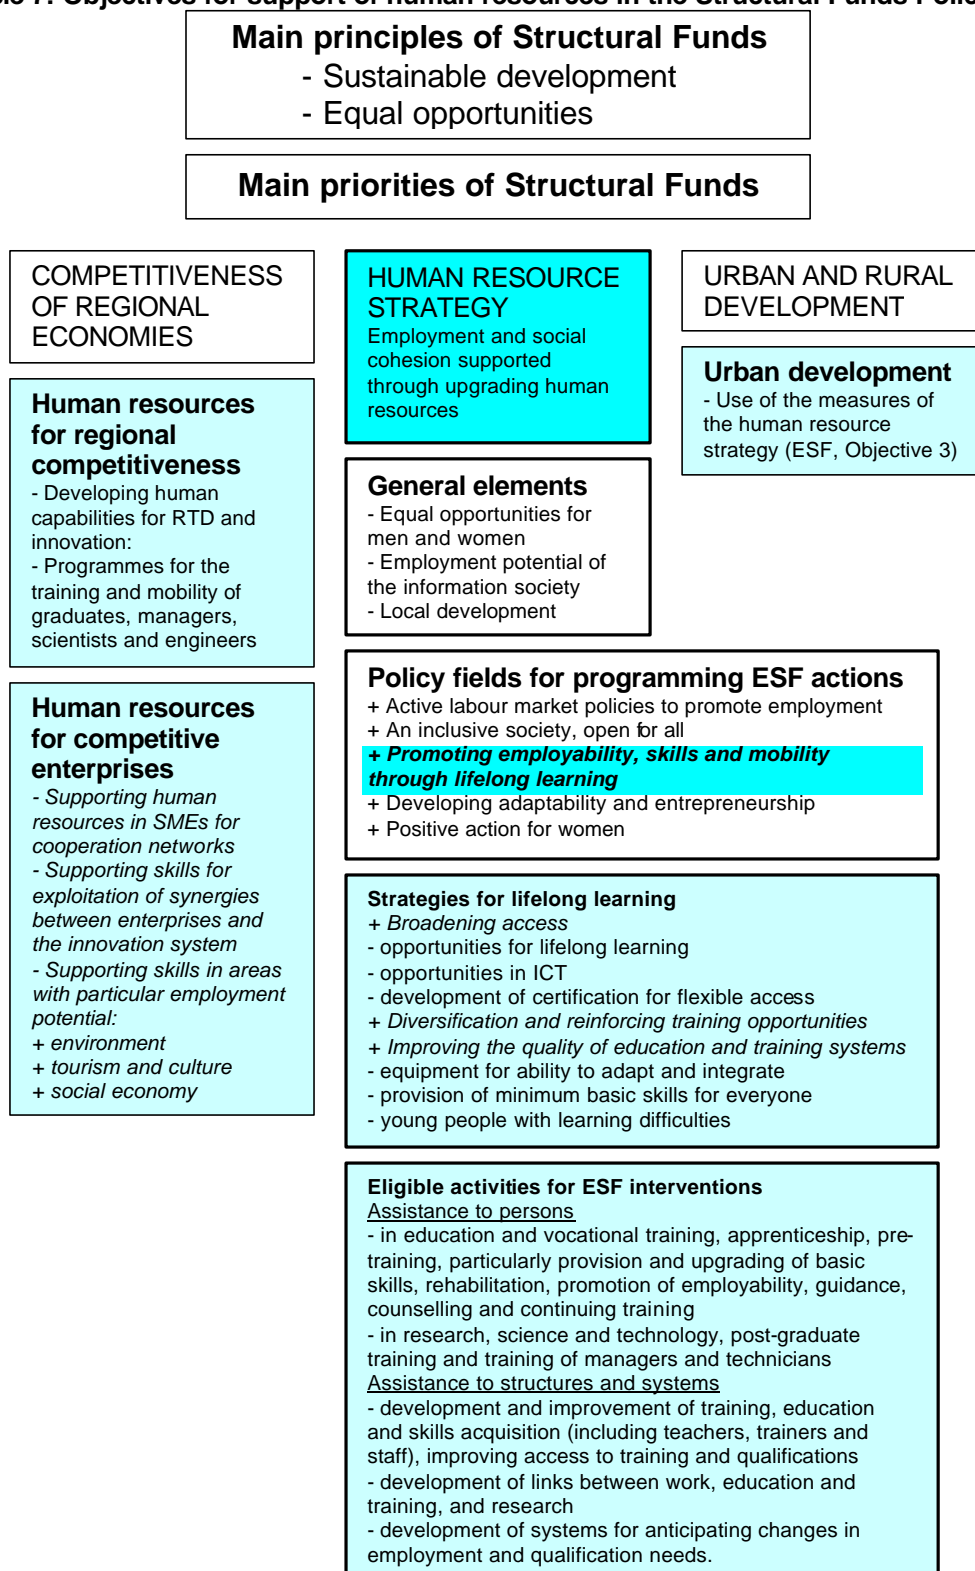 7: Objectives for support of human resources in the Structural Funds
Main principles of Structural Funds
- Sustainable development
- Equal opportunities
Main priorities of Structural Funds
COMPETITIVENESS
OF REGIONAL
ECONOMIES
Human resources
for regional
competitiveness
- Developing human
capabilities for RTD and
innovation:
- Programmes for the
training and mobility of
graduates, managers,
scientists and engineers
Human resources
for competitive
enterprises
- Supporting human
resources in SMEs for
cooperation networks
- Supporting skills for
exploitation of synergies
between enterprises and
the innovation system
- Supporting skills in areas
with particular employment
potential:
+ environment
+ tourism and culture
+ social economy
HUMAN RESOURCE
STRATEGY
Employment and social
cohesion supported
through upgrading human
resources
General elements
- Equal opportunities for
men and women
- Employment potential of
the information society
- Local development
URBAN AND RURAL
DEVELOPMENT
Urban development
- Use of the measures of
the human resource
strategy (ESF, Objective 3)
Policy fields for programming ESF actions
+ Active labour market policies to promote employment
+ An inclusive society, open for all
+ Promoting employability, skills and mobility
through lifelong learning
+ Developing adaptability and entrepreneurship
+ Positive action for women
Strategies for lifelong learning
+ Broadening access
- opportunities for lifelong learning
- opportunities in ICT
- development of certification for flexible access
+ Diversification and reinforcing training opportunities
+ Improving the quality of education and training systems
- equipment for ability to adapt and integrate
- provision of minimum basic skills for everyone
- young people with learning difficulties
Eligible activities for ESF interventions
Assistance to persons
- in education and vocational training, apprenticeship, pre-
training, particularly provision and upgrading of basic
skills, rehabilitation, promotion of employability, guidance,
counselling and continuing training
- in research, science and technology, post-graduate
training and training of managers and technicians
Assistance to structures and systems
- development and improvement of training, education
and skills acquisition (including teachers, trainers and
staff), improving access to training and qualifications
- development of links between work, education and
training, and research
- development of systems for anticipating changes in
employment and qualification needs.